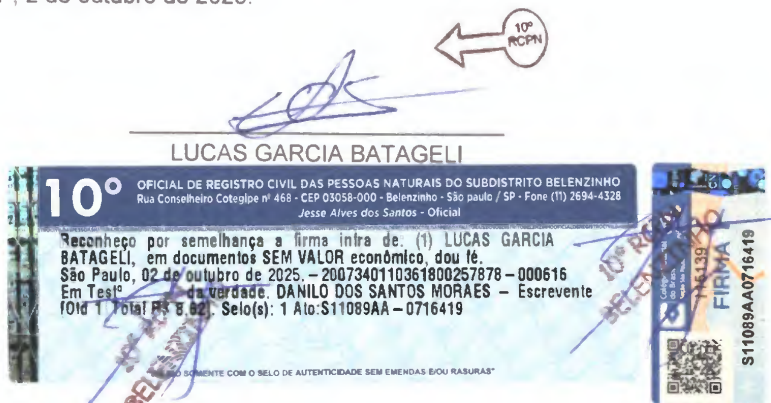 , 2 de outubro de 2025.
10º
RCPN
LUCAS GARCIA BATAGELI
10º
OFICIAL DE REGISTRO CIVIL DAS PESSOAS NATURAIS DO SUBDISTRITO BELENZINHO
Rua Conselheiro Cotegipe nº 468 - CEP 03058-000 - Belenzinho - São paulo / SP - Fone (11) 2694-4328
Jesse Alves dos Santos - Oficial
Reconheço por semelhança a firma infra de: (1) LUCAS GARCIA
BATAGELI, em documentos SEM VALOR econômico, dou fé.
São Paulo, 02 de outubro de 2025. – 2007340110361800257878 – 000616
Em Testº da verdade. DANILO DOS SANTOS MORAES – Escrevente
Total R$ 8,62]. Selo(s): 1 Ato:S11089AA – 0716419
SOMENTE COM O SELO DE AUTENTICIDADE SEM EMENDAS E/OU RASURAS"
10º RCPN
FIRMA
S11089AA0716419